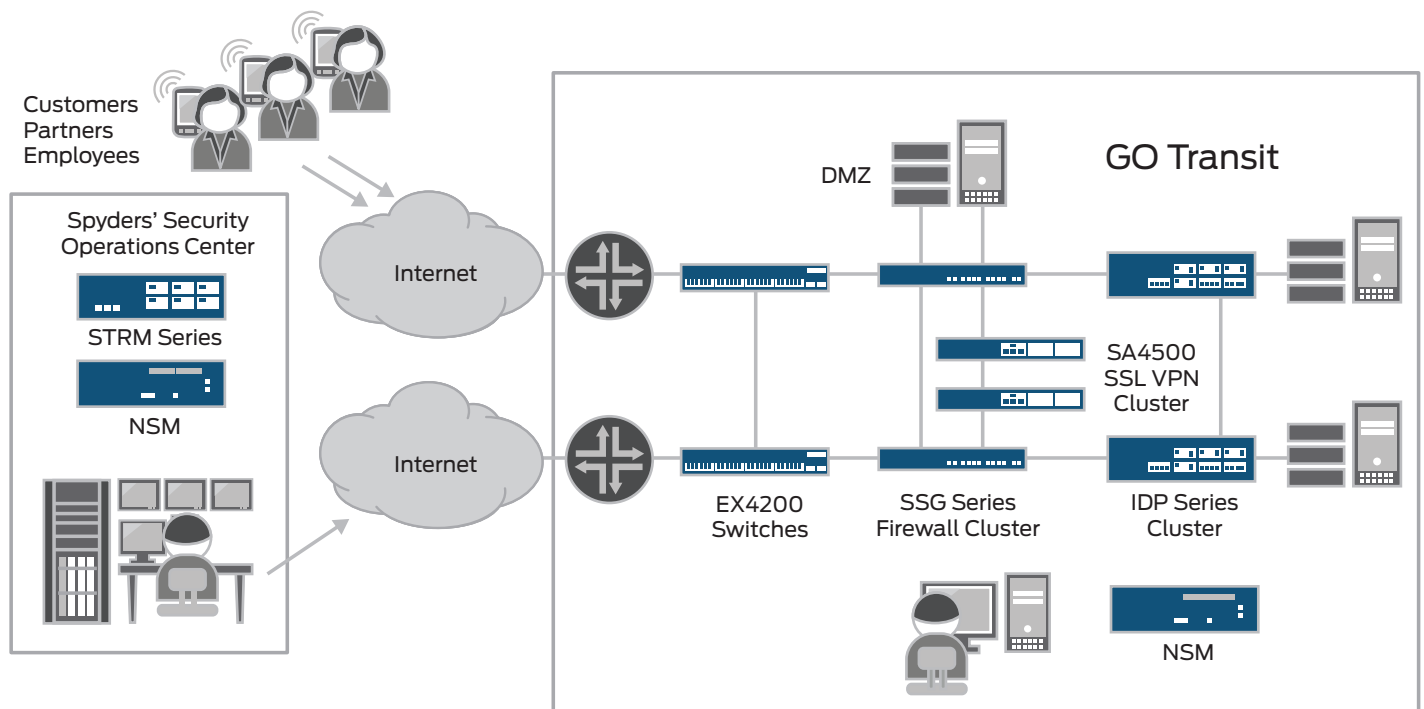 Customers
Partners
Employees
Spyders’ Security
Operations Center
STRM Series
NSM
Internet
Internet
GO Transit
DMZ
SA4500
SSL VPN
Cluster
EX4200
Switches
SSG Series
Firewall Cluster
IDP Series
Cluster
NSM